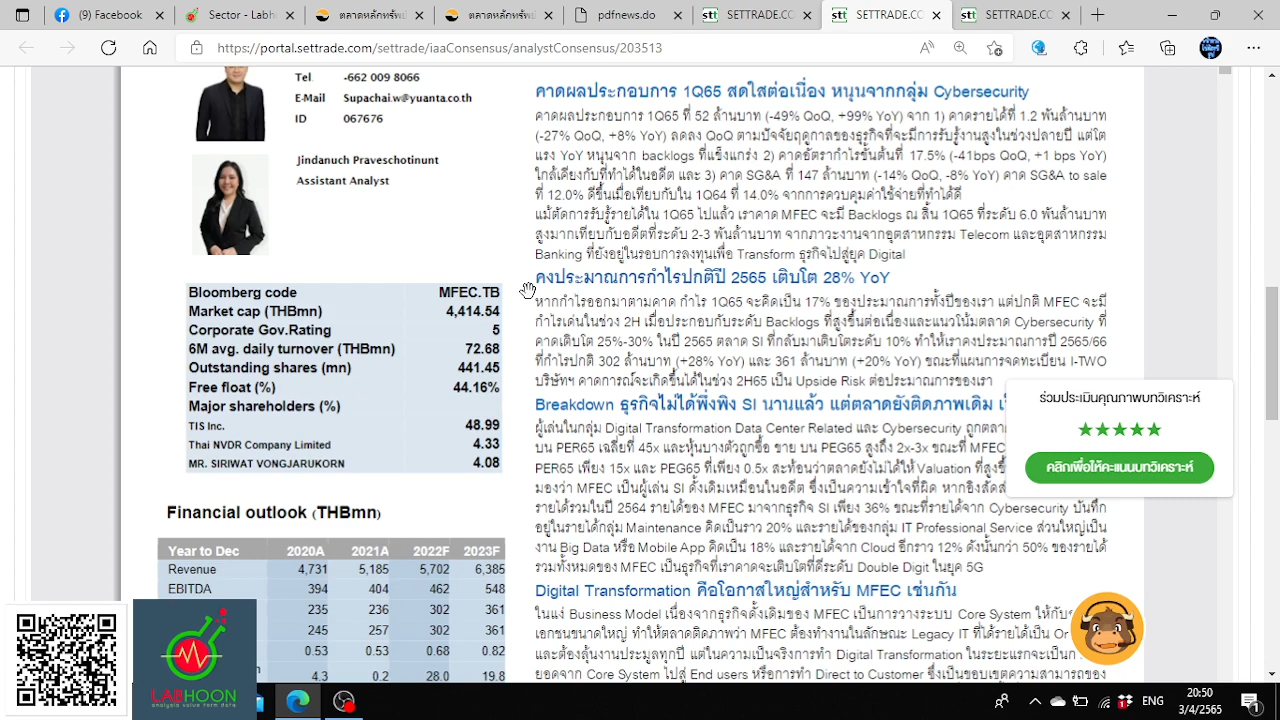 pdfnews.di
SETTRADE.C
SETTRADE.CC
SETTRADE.C
https://portal.settrade.com/settrade/iaaConsensus/analystConsensus/203513
Tel -662 009 8066
E-Mail Supachai.w@yuanta.co.th
ID 067676
Jindanuch Praveschotinunt
Assistant Analyst
Bloomberg code MFEC.TB
Market cap (THBmn) 4,414.54
Corporate Gov.Rating 5
6M avg. daily turnover (THBmn) 72.68
Outstanding shares (mn) 441.45
Free float (%) 44.16%
Major shareholders (%)
TIS Inc. 48.99
Thai NVDR Company Limited 4.33
MR. SIRIWAT VONGJARUKORN 4.08
Financial outlook (THBmn)
Year to Dec 2020A 2021A 2022F 2023F
Revenue 4,731 5,185 5,702 6,385
EBITDA 394 404 462 548
235 236 302 361
245 257 302 361
0.53 0.53 0.68 0.82
4.3 0.2 28.0 19.8
คาดผลประกอบการ 1Q65 สดใสต่อเนื่อง หนุนจากกลุ่ม Cybersecurity
คาดผลประกอบการ 1Q65 ที่ 52 ล้านบาท (-49% QoQ, +99% YoY) จาก 1) คาดรายได้ที่ 1.2 พันล้านบาท
(-27% QoQ, +8% YoY) ลดลง QoQ ตามปัจจัยฤดูกาลของธุรกิจที่จะมีการรับรู้งานสูงในช่วงปลายปี แต่โต
แรง YoY หนุนจาก backlogs ที่แข็งแกร่ง 2) คาดอัตรากำไรขั้นต้นที่ 17.5% (-41bps QoQ, +1 bps YoY)
ใกล้เคียงกับที่ทำได้ในอดีต และ 3) คาด SG&A ที่ 147 ล้านบาท (-14% QoQ, -8% YoY) คาด SG&A to sale
ที่ 12.0% ดีขึ้นเมื่อเทียบกับใน 1Q64 ที่ 14.0% จากการควบคุมค่าใช้จ่ายที่ทำได้ดี
แม้ตัดการรับรู้รายได้ใน 1Q65 ไปแล้ว เราคาด MFEC จะมี Backlogs ณ สิ้น 1Q65 ที่ระดับ 6.0 พันล้านบาท
สูงมากเทียบกับอดีตที่ระดับ 2-3 พันล้านบาท จากภาวะงานจากอุตสาหกรรม Telecom และอุตสาหกรรม
Banking ที่ยังอยู่ในรอบการลงทุนเพื่อ Transform ธุรกิจไปสู่ยุค Digital
คงประมาณการกำไรปกติปี 2565 เติบโต 28% YoY
หากกำไรออกมาตามคาด กำไร 1Q65 จะคิดเป็น 17% ของประมาณการทั้งปีของเรา แต่ปกติ MFEC จะมี
กำไรเด่นในช่วง 2H เมื่อประกอบกับระดับ Backlogs ที่สูงขึ้นต่อเนื่องและแนวโน้มตลาด Cybersecurity ที่
คาดเติบโต 25%-30% ในปี 2565 ตลาด SI ที่กลับมาเติบโตระดับ 10% ทำให้เราคงประมาณการปี 2565/66
ที่กำไรปกติ 302 ล้านบาท (+28% YoY) และ 361 ล้านบาท (+20% YoY) ขณะที่แผนการจดทะเบียน I-TWO
บริษัทฯ คาดการณ์จะเกิดขึ้นได้ในช่วง 2H65 เป็น Upside Risk ต่อประมาณการของเรา
Breakdown ธุรกิจไม่ได้พึ่งพิง SI นานแล้ว แต่ตลาดยังติดภาพเดิม
ผู้เล่นในกลุ่ม Digital Transformation Data Center Related และ Cybersecurity
บน PER65 เฉลี่ยที่ 45x และหุ้นบางตัวถูกซื้อ ขาย บน PEG65 สูงถึง 2x-3x ขณะที่ MFEC
PER65 เพียง 15x และ PEG65 ที่เพียง 0.5x สะท้อนว่าตลาดยังไม่ได้ให้ Valuation
มองว่า MFEC เป็นผู้เล่น SI ดั้งเดิมเหมือนในอดีต ซึ่งเป็นความเข้าใจที่ผิด
รายได้รวมในปี 2564 รายได้ของ MFEC มาจากธุรกิจ SI เพียง 36% ขณะที่รายได้จาก Cybersecurity บันทึก
อยู่ในรายได้กลุ่ม Maintenance คิดเป็นราว 20% และรายได้ของกลุ่ม IT Professional Service ส่วนใหญ่เป็น
งาน Big Data หรือ Mobile App คิดเป็น 18% และรายได้จาก Cloud อีกราว 12% ดังนั้นกว่า 50% ของรายได้
รวมทั้งหมดของ MFEC เป็นธุรกิจที่เราคาดจะเติบโตที่ดีระดับ Double Digit ในยุค 5G
Digital Transformation คือโอกาสใหญ่สำหรับ MFEC เช่นกัน
ในแง่ Business Model เนื่องจากธุรกิจดั้งเดิมของ MFEC เป็นการวางระบบ Core System
เอกชนขนาดใหญ่ ทำให้ตลาดติดภาพว่า MFEC ต้องทำงานในลักษณะ Legacy IT ที่ได้รายได้เป็น
และต้องลุ้นงานประมูลทุกปี แต่ในความเป็นจริงการทำ Digital Transformation
ยอดจาก Core system ไปสู่ End users หรือการทำ Direct to Customer ซึ่งเป็นขอบเขตความสามารถของ
ร่วมประเมินคุณภาพบทวิเคราะห์
คลิกเพื่อให้คะแนนบทวิเคราะห์
LABHOON
analysis value form data
ENG
20:50
3/4/2565
1